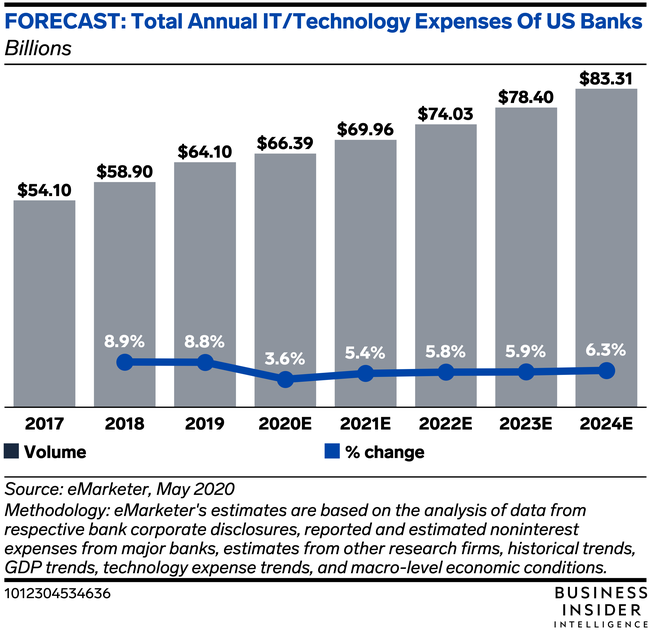 FORECAST: Total Annual IT/Technology Expenses Of US Banks
Billions
$54.10
$58.90
$64.10
$66.39
$69.96
$74.03
$78.40
$83.31
8.9%
8.8%
3.6%
5.4%
5.8%
5.9%
6.3%
2017 2018 2019 2020E 2021E 2022E 2023E 2024E
Volume % change
Source: eMarketer, May 2020
Methodology: eMarketer's estimates are based on the analysis of data from
respective bank corporate disclosures, reported and estimated noninterest
expenses from major banks, estimates from other research firms, historical trends,
GDP trends, technology expense trends, and macro-level economic conditions.
1012304534636
BUSINESS
INSIDER
INTELLIGENCE